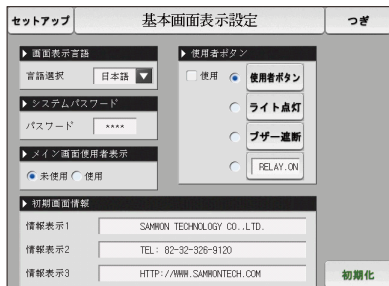 セットアップ 基本画面表示設定 つぎ
▶ 画面表示言語
言語選択 日本語 ▼
▶ システムパスワード
パスワード ****
▶ メイン画面使用者表示
未使用 使用
▶ 使用者ボタン
使用 使用者ボタン
ライト点灯
ブザー遮断
RELAY.ON
▶ 初期画面情報
情報表示1 SAMWON TECHNOLOGY CO..LTD.
情報表示2 TEL: 82-32-326-9120
情報表示3 HTTP://WWW.SAMWONTECH.COM
初期化